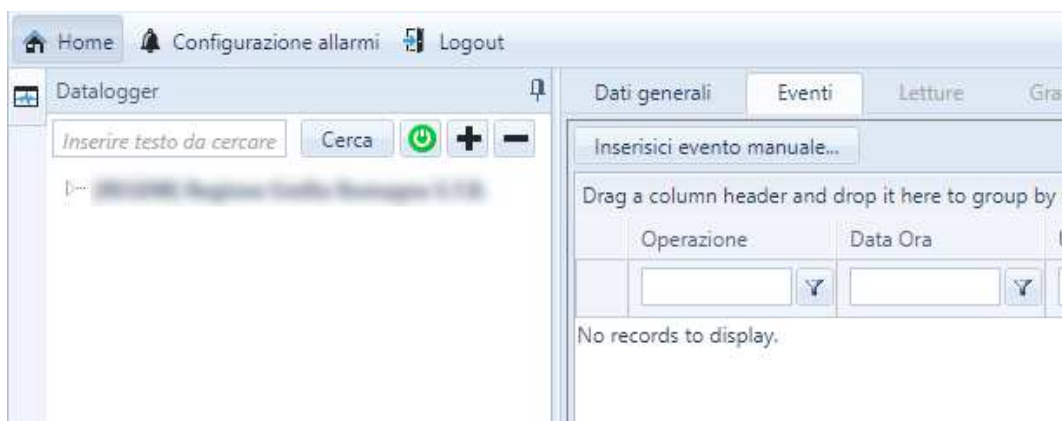 Home Configurazione allarmi Logout
Datalogger
Inserire testo da cercare Cerca
Dati generali Eventi Letture Gra
Inserisici evento manuale...
Drag a column header and drop it here to group by
Operazione Data Ora
No records to display.